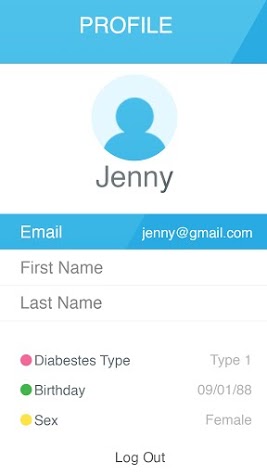 PROFILE
Jenny
Email jenny@gmail.com
First Name
Last Name
Diabestes Type Type 1
Birthday 09/01/88
Sex Female
Log Out